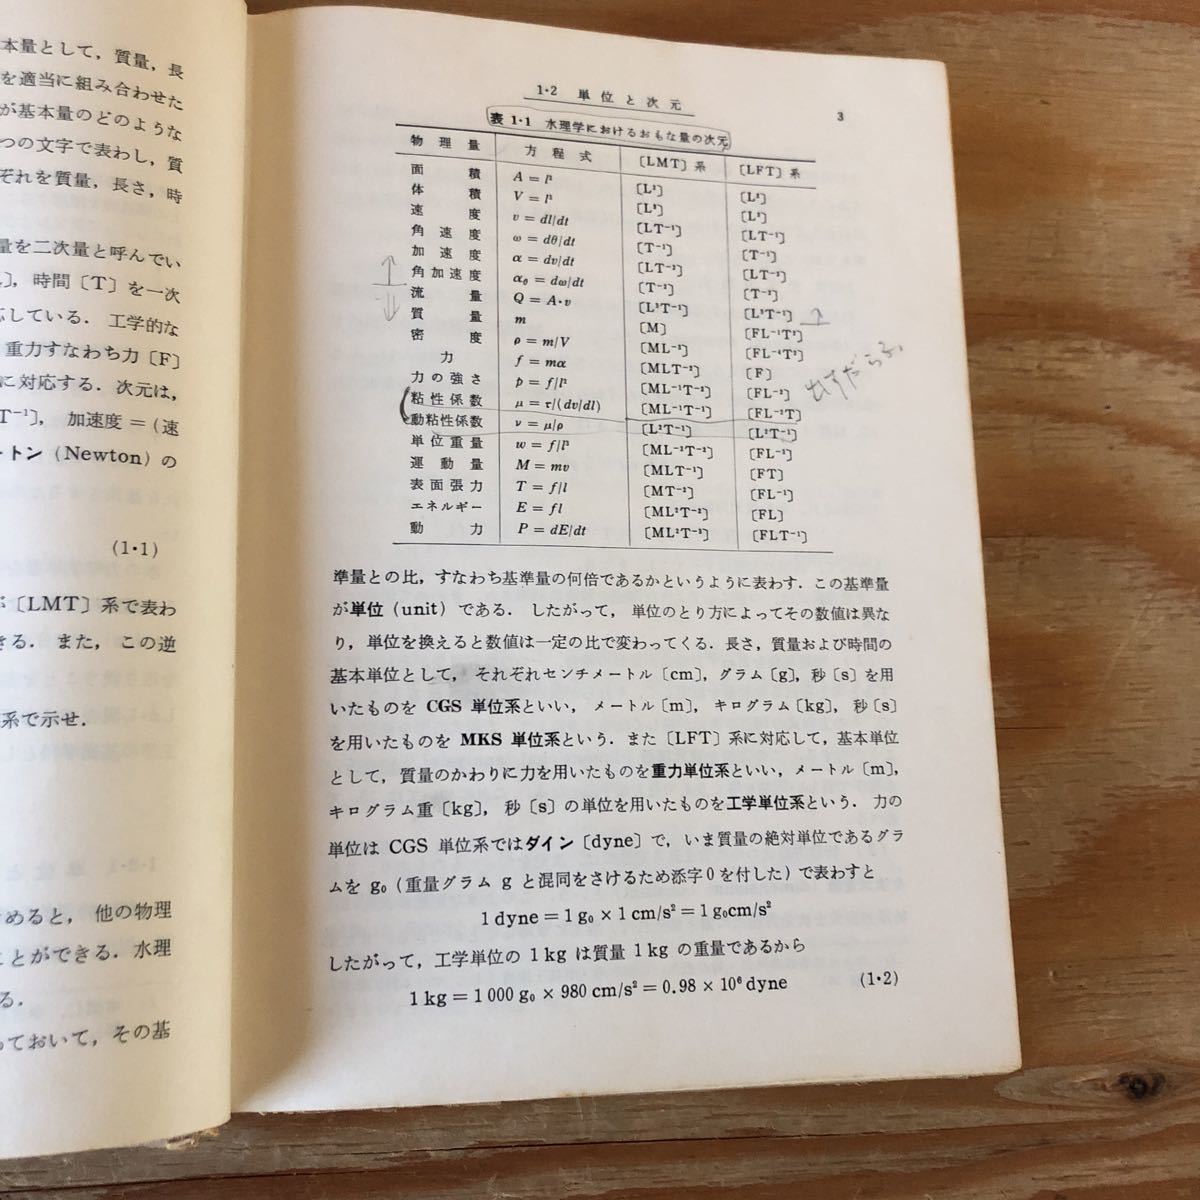 本量として，質量，長
を適当に組み合わせた
が基本量のどのような
つの文字で表わし，質
ぞれを質量，長さ，時
量を二次量と呼んでい
〕，時間〔T〕を一次
応している．工学的な
重力すなわち力〔F〕
に対応する．次元は，
T⁻¹〕，加速度＝(速
ートン (Newton) の
(1・1)
が〔LMT〕系で表わ
きる．また，この逆
系で示せ．
めると，他の物理
ことができる．水理
る．
っておいて，その基
1・2 単位と次元 3
表 1・1 水理学におけるおもな量の次元
物理量 方程式 〔LMT〕系 〔LFT〕系
面積 A = l² 〔L²〕 〔L²〕
体積 V = l³ 〔L³〕 〔L³〕
速度 v = dl/dt 〔LT⁻¹〕 〔LT⁻¹〕
角速度 ω = dθ/dt 〔T⁻¹〕 〔T⁻¹〕
加速度 α = dv/dt 〔LT⁻²〕 〔LT⁻²〕
角加速度 α₀ = dω/dt 〔T⁻²〕 〔T⁻²〕
流量 Q = A・v 〔L³T⁻¹〕 〔L³T⁻¹〕
質量 m 〔M〕 〔FL⁻¹T²〕
密度 ρ = m/V 〔ML⁻³〕 〔FL⁻⁴T²〕
力 f = mα 〔MLT⁻²〕 〔F〕
力の強さ p = f/l² 〔ML⁻¹T⁻²〕 〔FL⁻²〕
粘性係数 μ = τ/(dv/dl) 〔ML⁻¹T⁻¹〕 〔FL⁻²T〕
動粘性係数 ν = μ/ρ 〔L²T⁻¹〕 〔L²T⁻¹〕
単位重量 w = f/l³ 〔ML⁻²T⁻²〕 〔FL⁻³〕
運動量 M = mv 〔MLT⁻¹〕 〔FT〕
表面張力 T = f/l 〔MT⁻²〕 〔FL⁻¹〕
エネルギー E = fl 〔ML²T⁻²〕 〔FL〕
動力 P = dE/dt 〔ML²T⁻³〕 〔FLT⁻¹〕
準量との比，すなわち基準量の何倍であるかというように表わす．この基準量
が単位 (unit) である．したがって，単位のとり方によってその数値は異な
り，単位を換えると数値は一定の比で変わってくる．長さ，質量および時間の
基本単位として，それぞれセンチメートル〔cm〕，グラム〔g〕，秒〔s〕を用
いたものを CGS 単位系といい，メートル〔m〕，キログラム〔kg〕，秒〔s〕
を用いたものを MKS 単位系という．また〔LFT〕系に対応して，基本単位
として，質量のかわりに力を用いたものを重力単位系といい，メートル〔m〕，
キログラム重〔kg〕，秒〔s〕の単位を用いたものを工学単位系という．力の
単位は CGS 単位系ではダイン〔dyne〕で，いま質量の絶対単位であるグラ
ムを g₀ (重量グラム g と混同をさけるため添字0を付した) で表わすと
1 dyne = 1 g₀ × 1 cm/s² = 1 g₀cm/s²
したがって，工学単位の 1 kg は質量 1 kg の重量であるから
1 kg = 1 000 g₀ × 980 cm/s² = 0.98 × 10⁶ dyne (1・2)